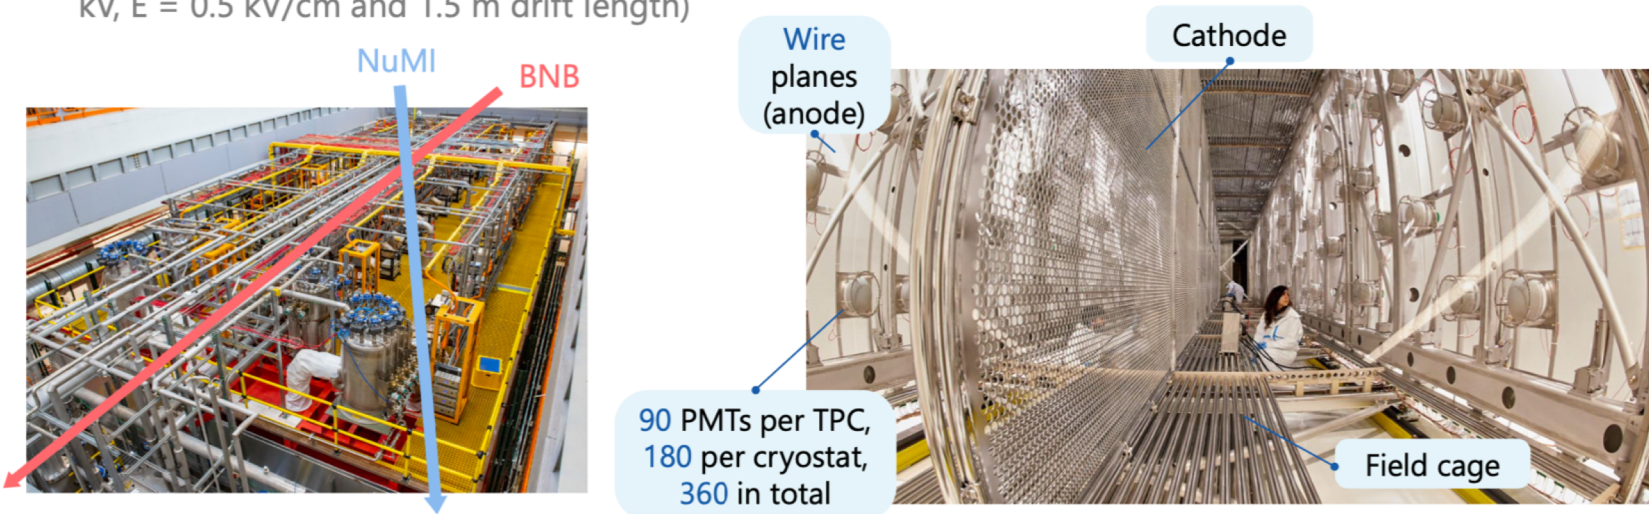 kV, E = 0.5 kV/cm and 1.5 m drift length)
NuMI
BNB
Wire
planes
(anode)
Cathode
90 PMTs per TPC,
180 per cryostat,
360 in total
Field cage